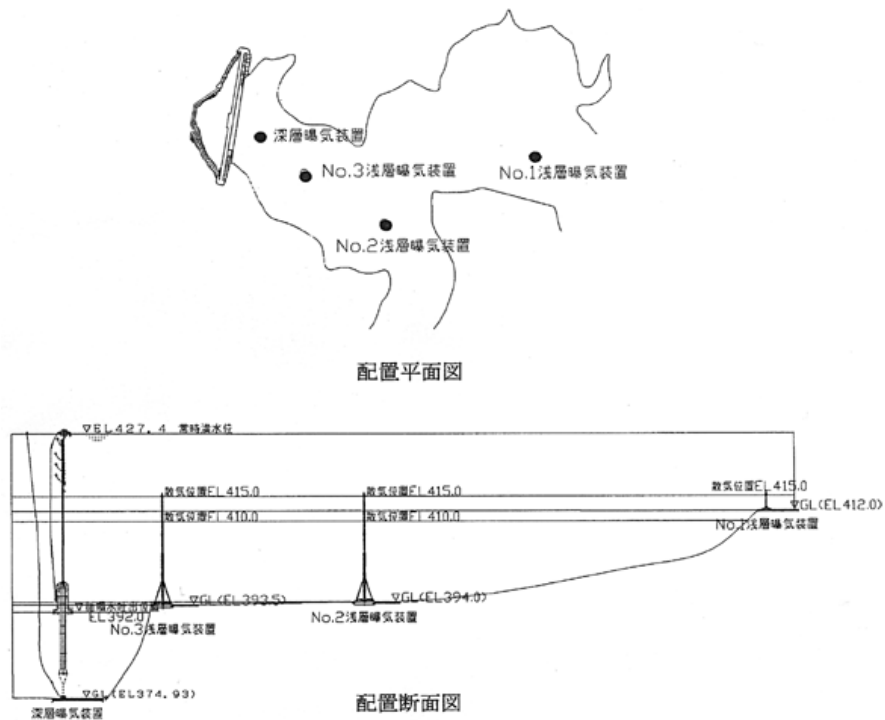 深層曝気装置
No.3浅層曝気装置
No.1浅層曝気装置
No.2浅層曝気装置
配置平面図
▽EL427.4 常時満水位
散気位置EL415.0
散気位置EL415.0
散気位置EL415.0
▽GL(EL412.0)
散気位置EL410.0
散気位置EL410.0
No.1浅層曝気装置
▽GL(EL393.5)
▽GL(EL394.0)
EL392.0
No.3浅層曝気装置
No.2浅層曝気装置
▽GL(EL374.93)
深層曝気装置
配置断面図